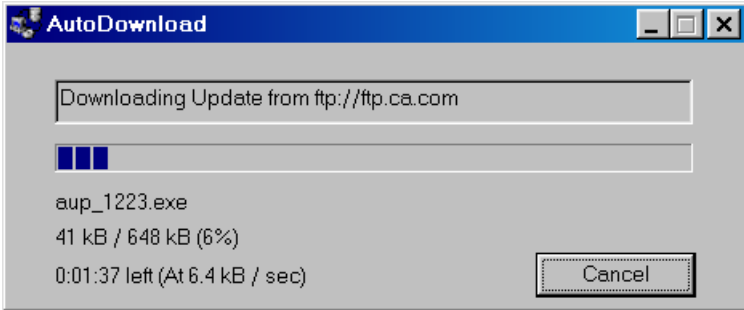 AutoDownload
Downloading Update from ftp://ftp.ca.com
aup_1223.exe
41 kB / 648 kB (6%)
0:01:37 left (At 6.4 kB / sec)
Cancel